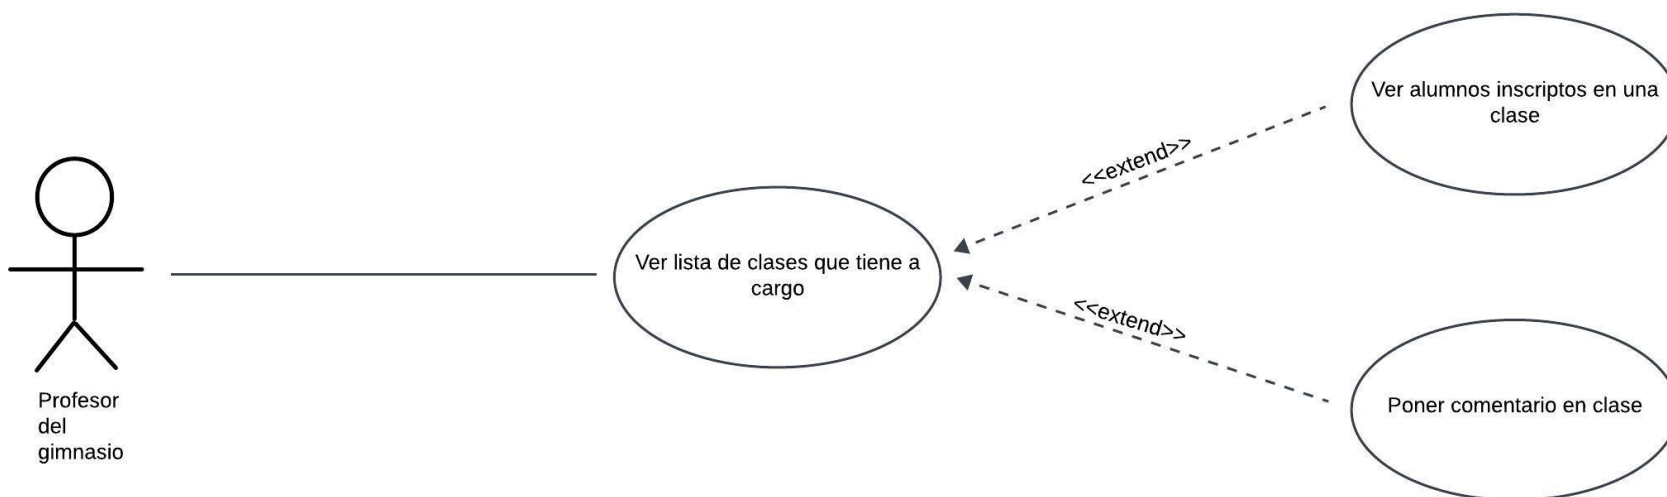 Ver alumnos inscriptos en una
clase
<<extend>>
Ver lista de clases que tiene a
cargo
<<extend>>
Profesor
del
gimnasio
Poner comentario en clase